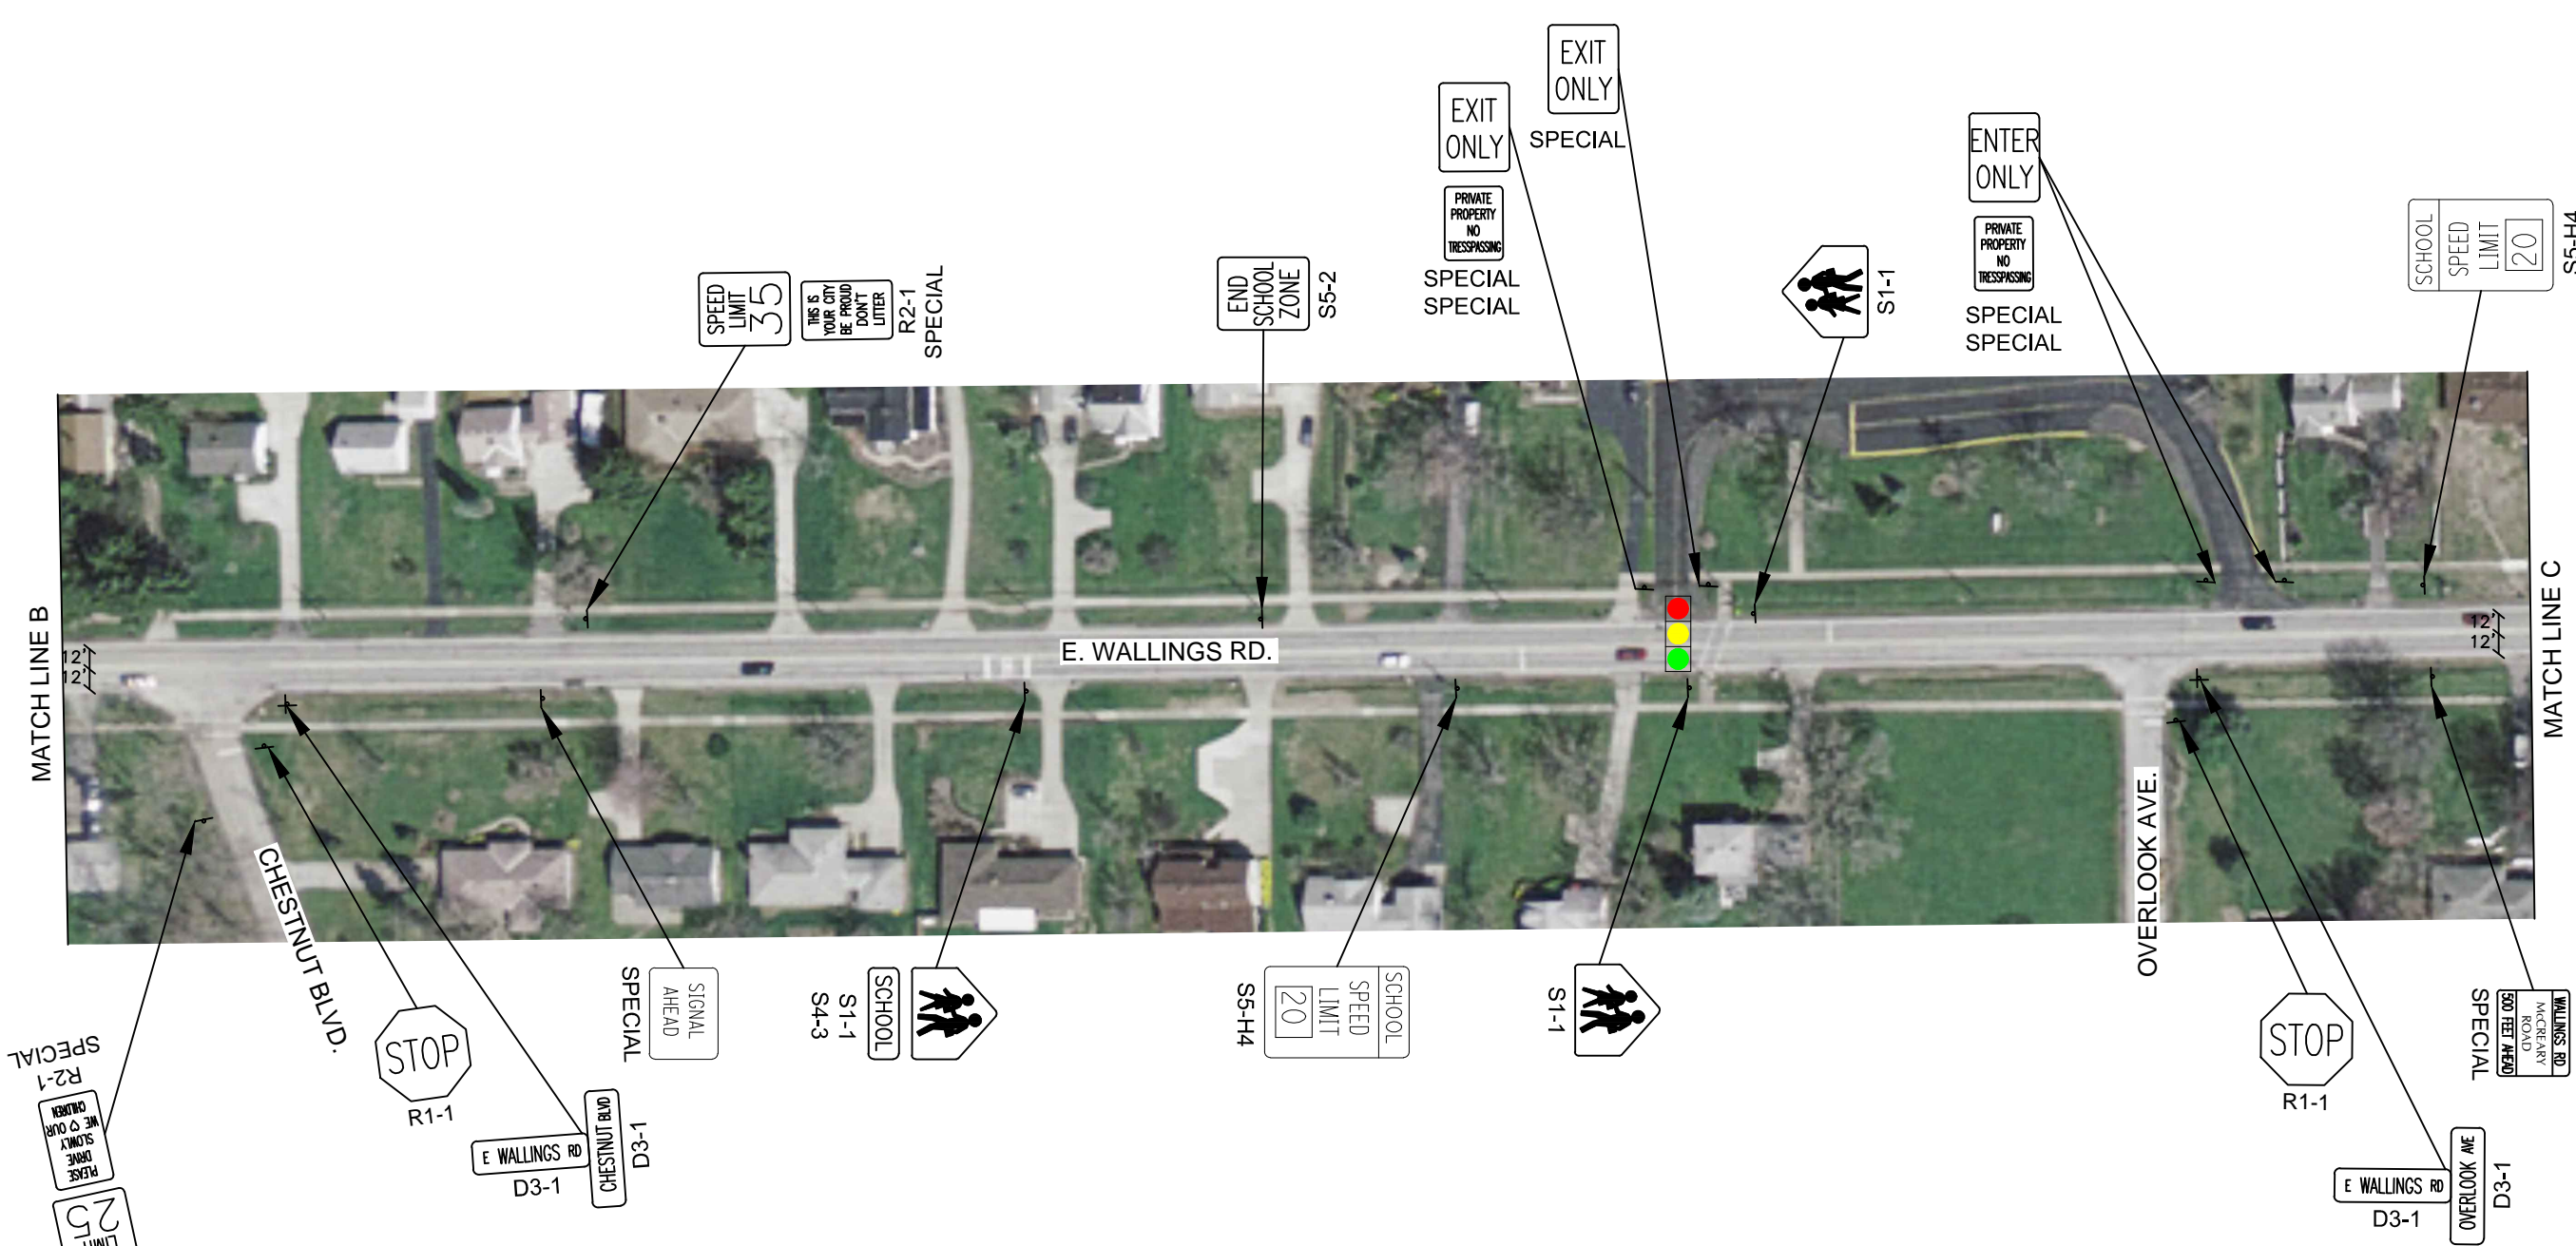 EXIT
ONLY
SPECIAL
EXIT
ONLY
PRIVATE
PROPERTY
NO
TRESSPASSING
SPECIAL
SPECIAL
ENTER
ONLY
PRIVATE
PROPERTY
NO
TRESSPASSING
SPECIAL
SPECIAL
SPEED
LIMIT
35
THIS IS
YOUR CITY
BE PROUD
DON'T
LITTER
R2-1
SPECIAL
END
SCHOOL
ZONE
S5-2
S1-1
SCHOOL
SPEED
LIMIT
20
S5-H4
MATCH LINE B
12'
12'
E. WALLINGS RD.
12'
12'
MATCH LINE C
CHESTNUT BLVD.
OVERLOOK AVE.
25
PLEASE
DRIVE
SLOWLY
WE ♡ OUR
CHILDREN
R2-1
SPECIAL
STOP
R1-1
E WALLINGS RD
D3-1
CHESTNUT BLVD
D3-1
SIGNAL
AHEAD
SPECIAL
SCHOOL
S1-1
S4-3
SCHOOL
SPEED
LIMIT
20
S5-H4
S1-1
STOP
R1-1
E WALLINGS RD
D3-1
OVERLOOK AVE
D3-1
WALLINGS RD
McCREARY
ROAD
500 FEET AHEAD
SPECIAL